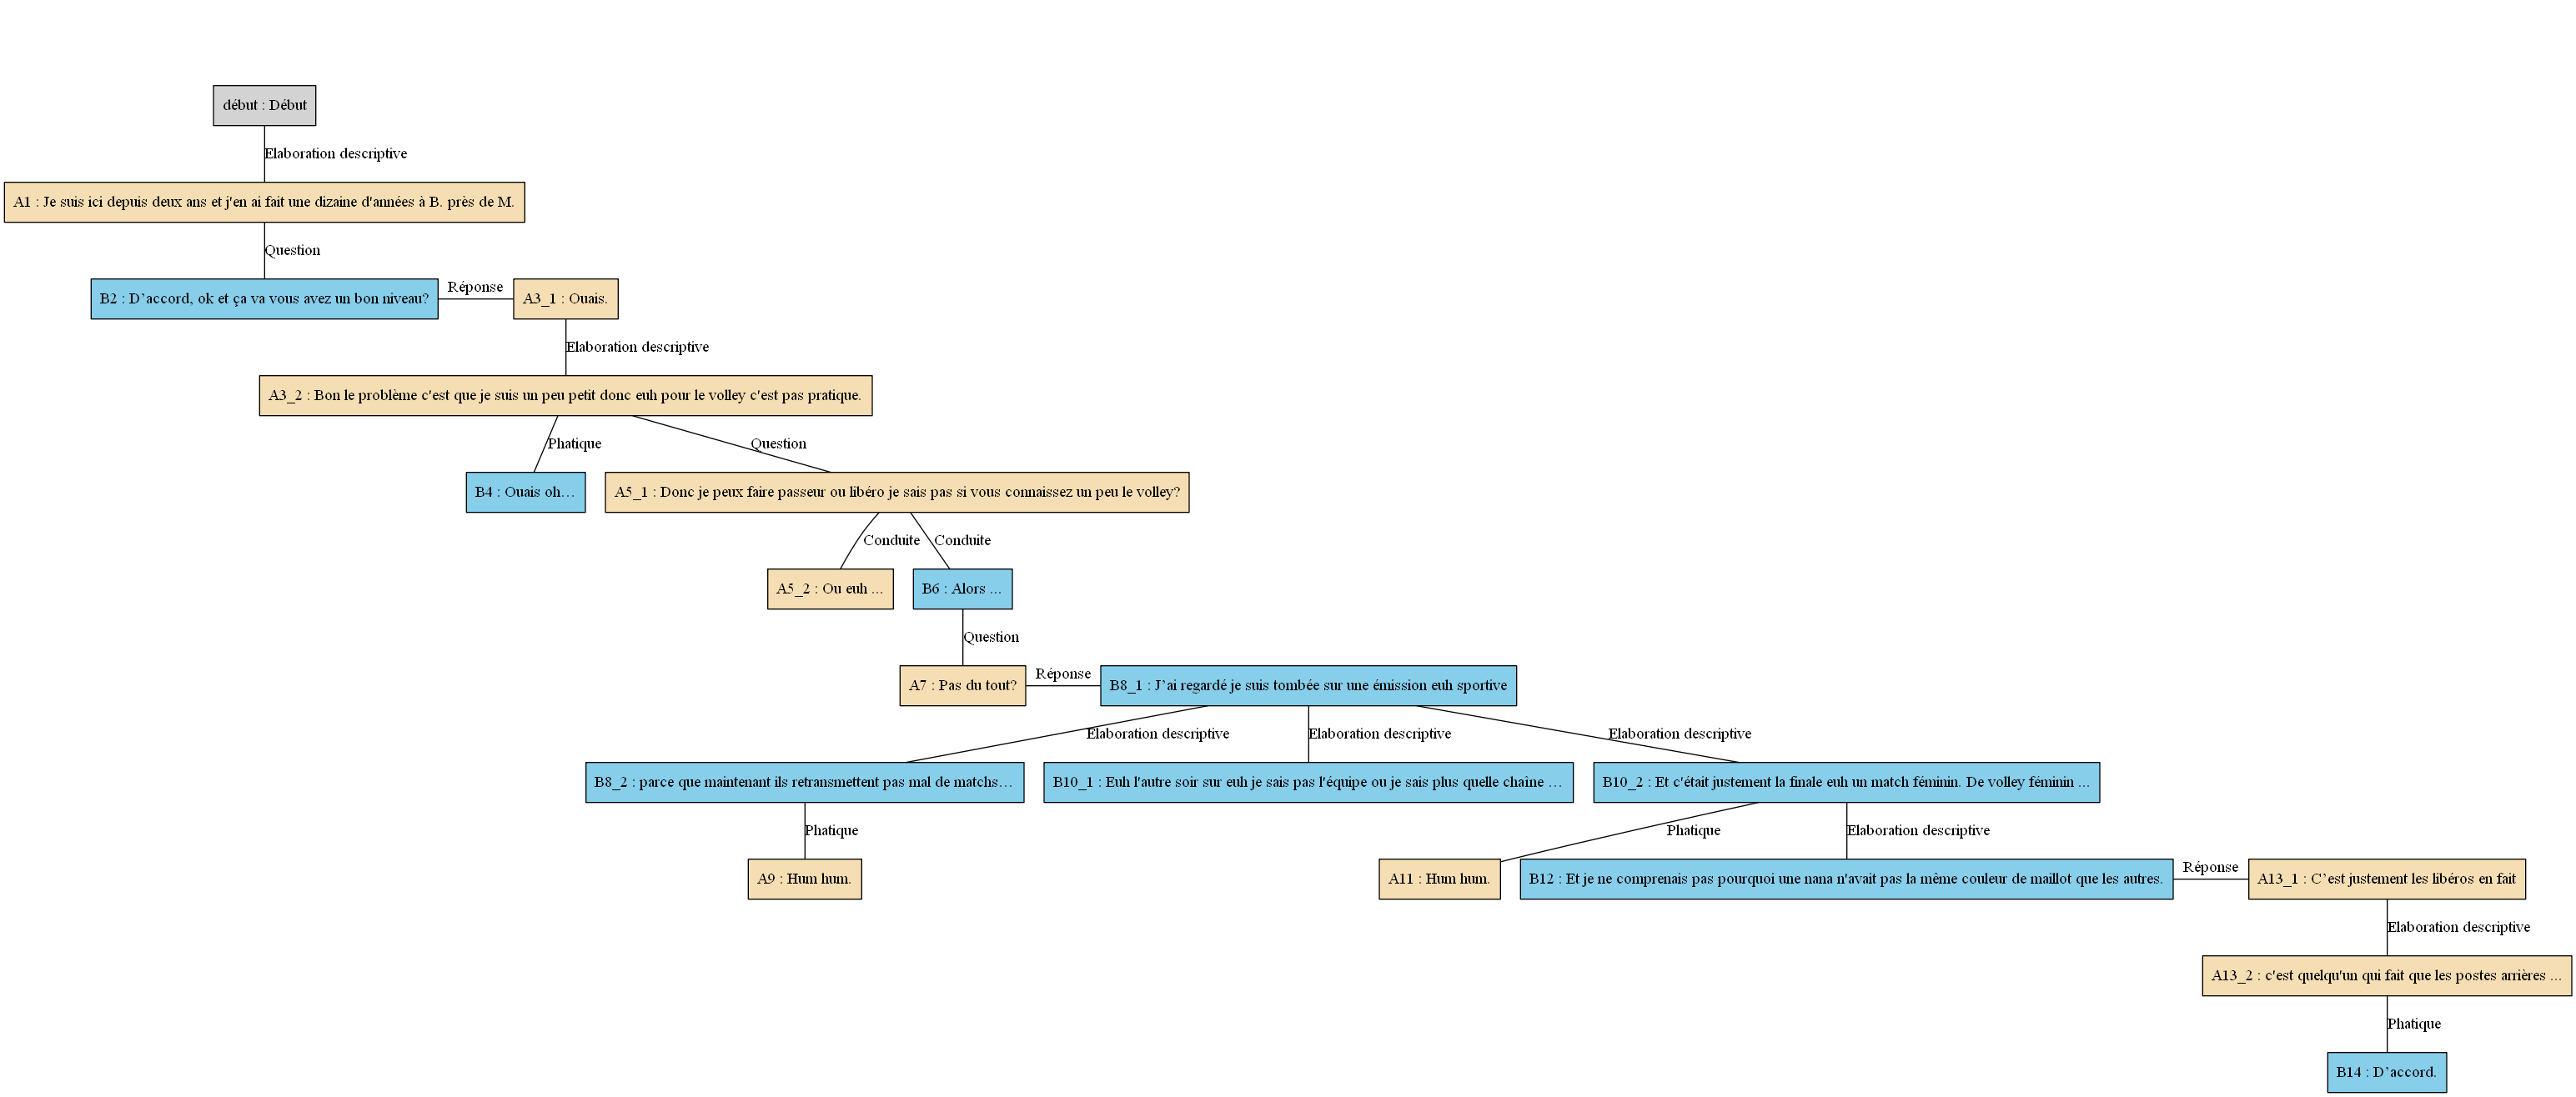 début : Début
Elaboration descriptive
A1 : Je suis ici depuis deux ans et j'en ai fait une dizaine d'années à B. près de M.
Question
B2 : D’accord, ok et ça va vous avez un bon niveau?
Réponse
A3_1 : Ouais.
Elaboration descriptive
A3_2 : Bon le problème c'est que je suis un peu petit donc euh pour le volley c'est pas pratique.
Phatique
Question
B4 : Ouais oh…
A5_1 : Donc je peux faire passeur ou libéro je sais pas si vous connaissez un peu le volley?
Conduite
Conduite
A5_2 : Ou euh ...
B6 : Alors ...
Question
A7 : Pas du tout?
Réponse
B8_1 : J’ai regardé je suis tombée sur une émission euh sportive
Elaboration descriptive
Elaboration descriptive
Elaboration descriptive
B8_2 : parce que maintenant ils retransmettent pas mal de matchs…
B10_1 : Euh l'autre soir sur euh je sais pas l'équipe ou je sais plus quelle chaîne …
B10_2 : Et c'était justement la finale euh un match féminin. De volley féminin ...
Phatique
Phatique
Elaboration descriptive
A9 : Hum hum.
A11 : Hum hum.
B12 : Et je ne comprenais pas pourquoi une nana n'avait pas la même couleur de maillot que les autres.
Réponse
A13_1 : C’est justement les libéros en fait
Elaboration descriptive
A13_2 : c'est quelqu'un qui fait que les postes arrières ...
Phatique
B14 : D’accord.